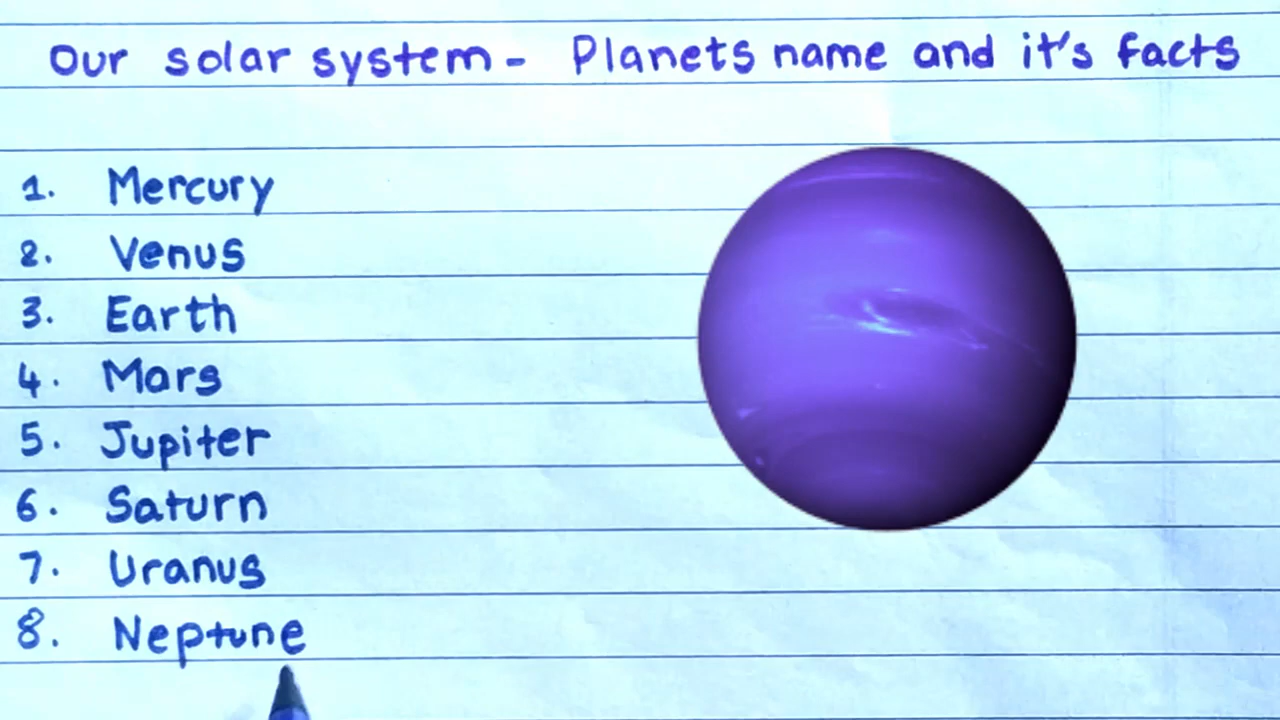 Our solar system - Planets name and it's facts
1. Mercury
2. Venus
3. Earth
4. Mars
5. Jupiter
6. Saturn
7. Uranus
8. Neptune